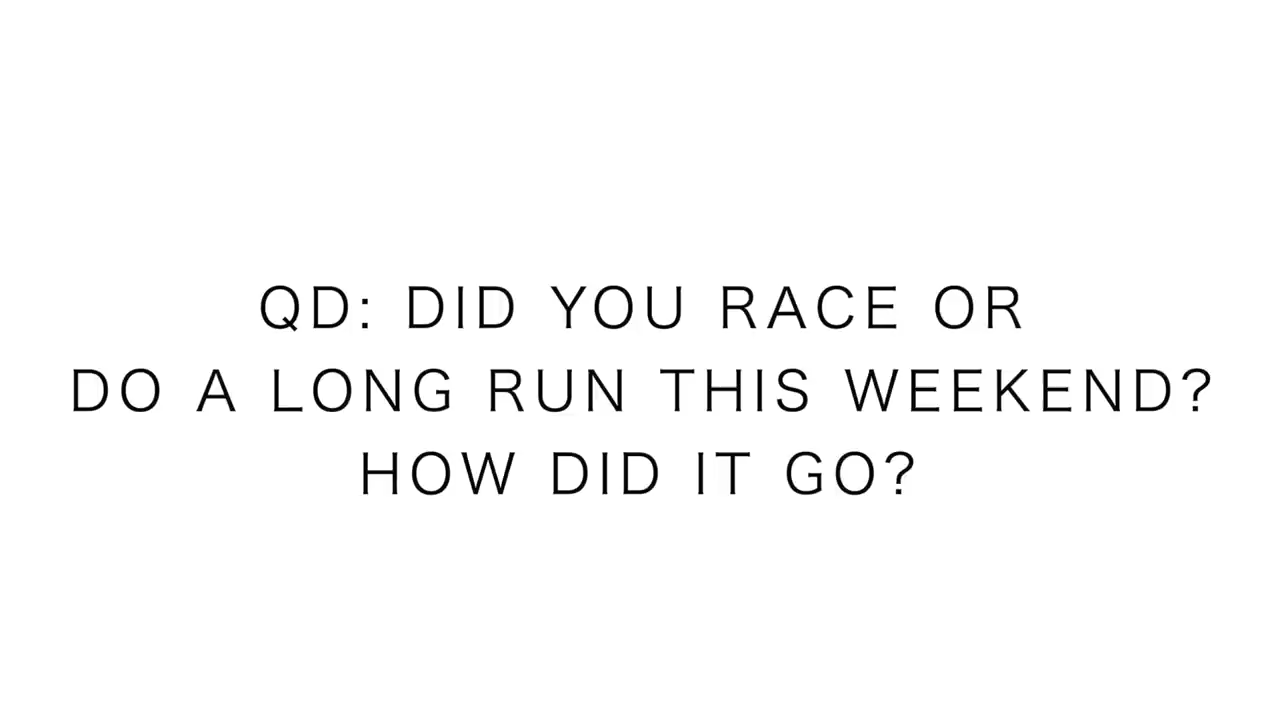 QD: DID YOU RACE OR
DO A LONG RUN THIS WEEKEND?
HOW DID IT GO?